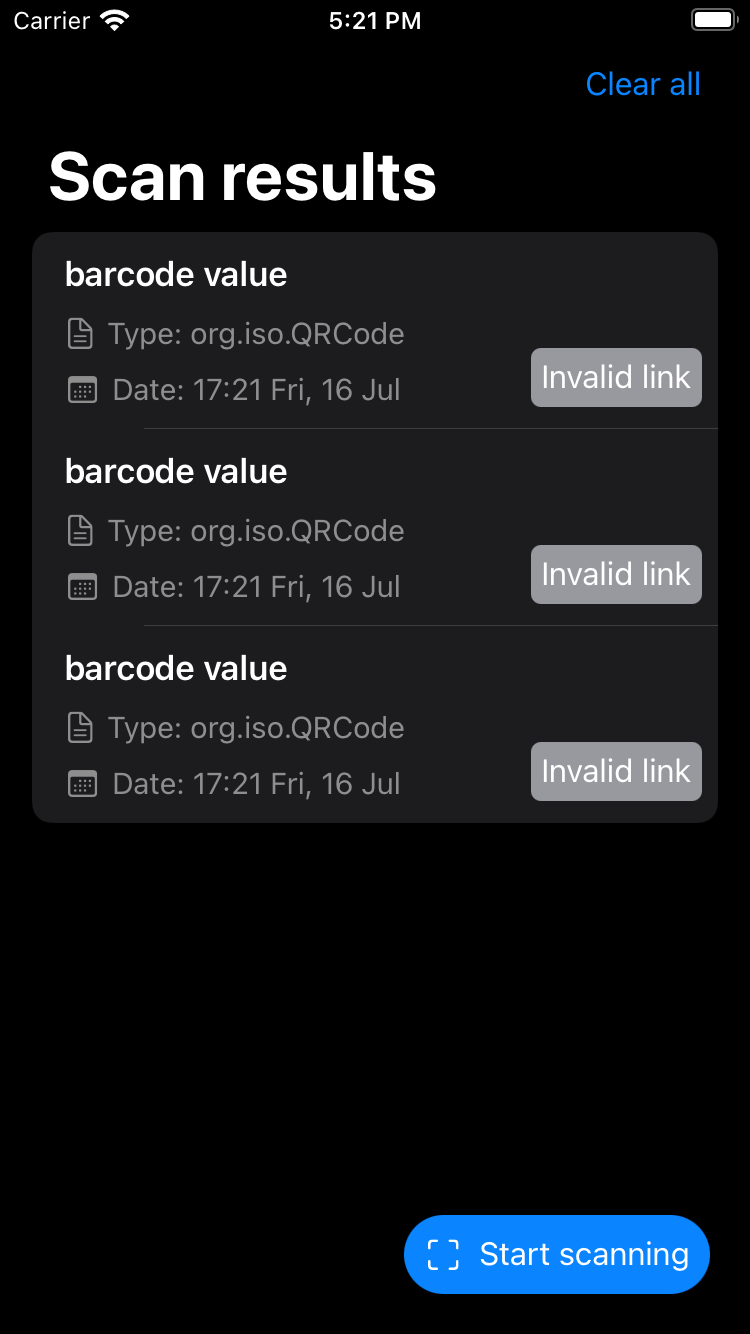 Carrier 5:21 PM
Clear all
Scan results
barcode value
Type: org.iso.QRCode
Date: 17:21 Fri, 16 Jul
Invalid link
barcode value
Type: org.iso.QRCode
Date: 17:21 Fri, 16 Jul
Invalid link
barcode value
Type: org.iso.QRCode
Date: 17:21 Fri, 16 Jul
Invalid link
Start scanning